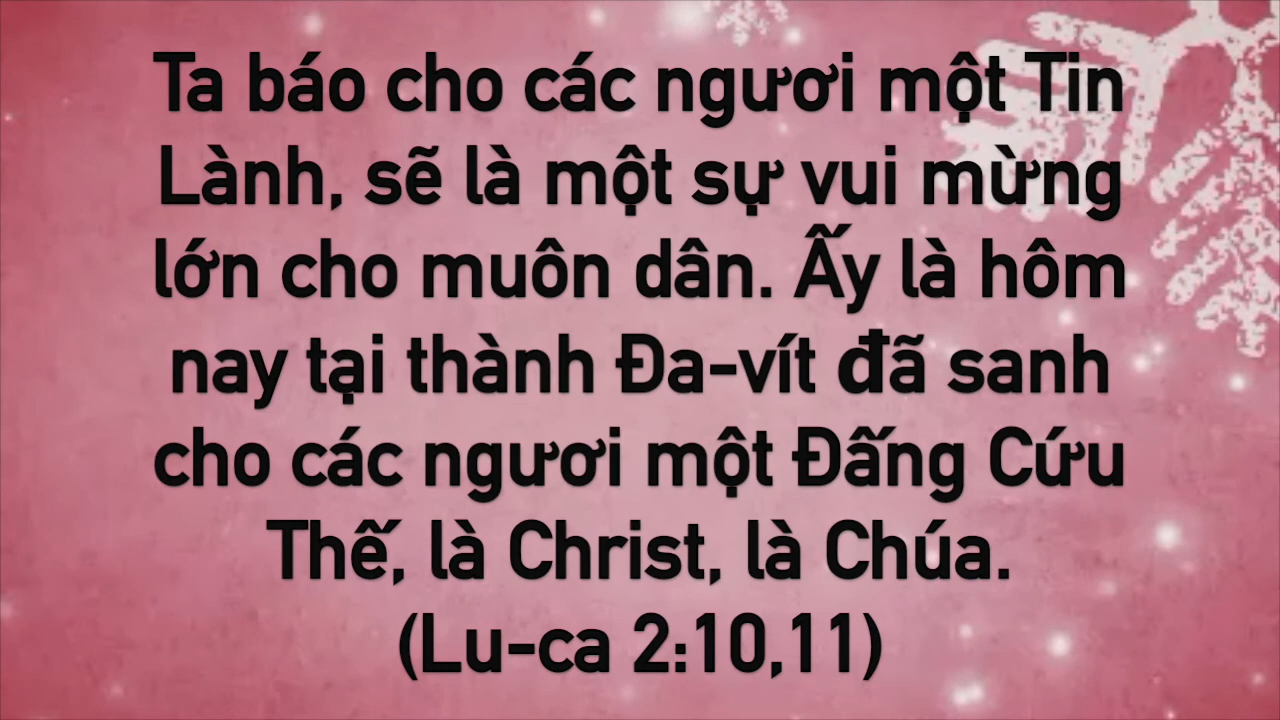 Ta báo cho các ngươi một Tin
Lành, sẽ là một sự vui mừng
lớn cho muôn dân. Ấy là hôm
nay tại thành Đa-vít đã sanh
cho các ngươi một Đấng Cứu
Thế, là Christ, là Chúa.
(Lu-ca 2:10,11)